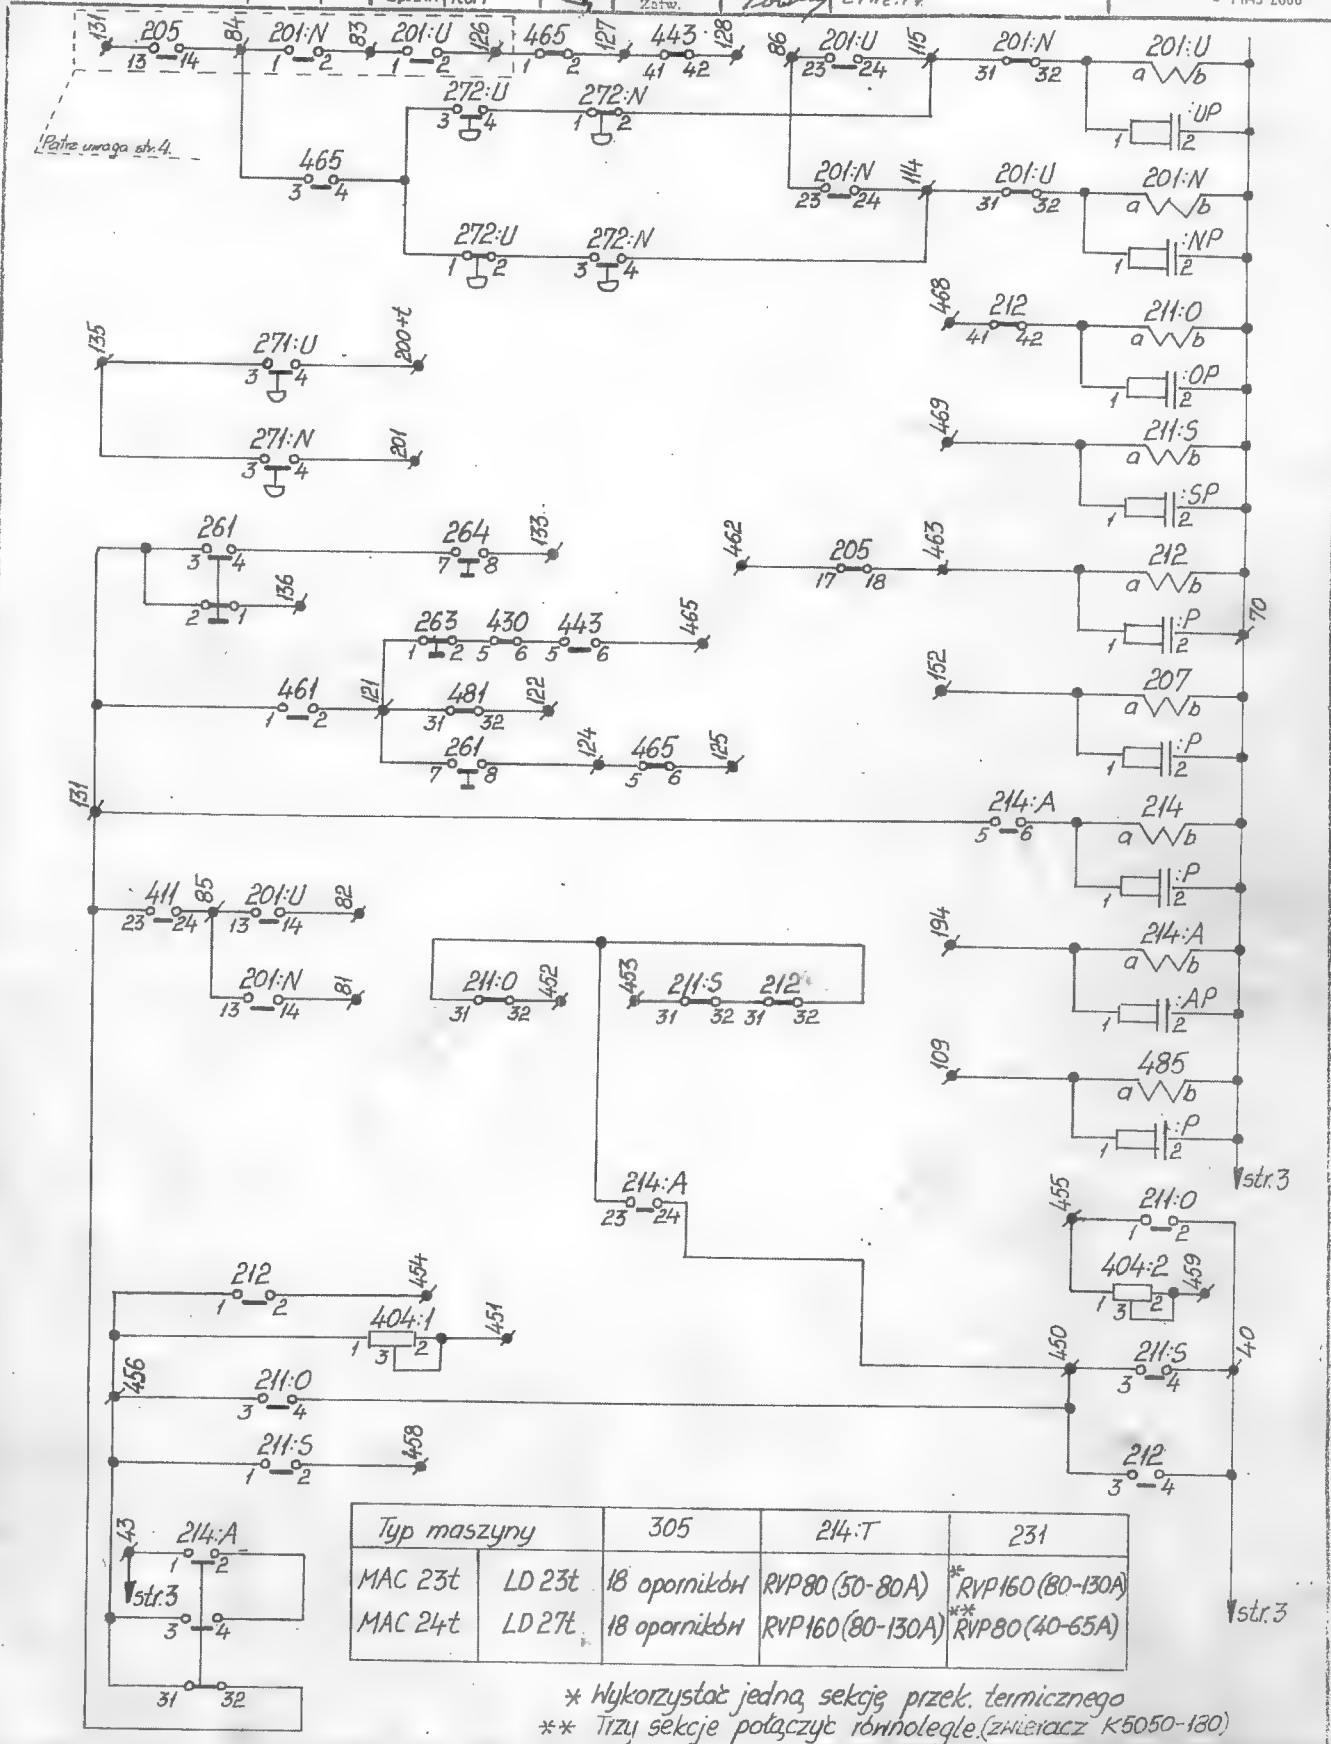 131 205 84 201:N 83 201:U 126 465 127 443 128 86 201:U 115 201:N 201:U
13 14 1 2 1 2 1 2 41 42 23 24 31 32 a b
272:U 272:N :UP
3 4 1 2 1 2
Patrz uwaga str. 4.
465 201:N 114 201:U 201:N
3 4 23 24 31 32 a b
272:U 272:N :NP
1 2 3 4 1 2
468 212 211:O
41 42 a b
135 271:U 200+t
3 4
:OP
1 2
271:N 201 469 211:S
3 4 a b
:SP
1 2
261 264 133 462 205 463 212
3 4 7 8 17 18 a b
136
2 1
263 430 443 465 :P 70
1 2 5 6 5 6 1 2
461 121 481 122 152 207
1 2 31 32 a b
261 124 465 125 :P
7 8 5 6 1 2
131 214:A 214
5 6 a b
:P
1 2
411 85 201:U 82
23 24 13 14
194 214:A
a b
201:N 81 211:O 452 453 211:S 212
13 14 31 32 31 32 31 32
:AP
1 2
109 485
a b
:P
1 2
str.3
214:A 455 211:O
23 24 1 2
212 454 404:2 459
1 2 1 3 2
404:1 451
1 3 2
456 211:O 450 211:S 40
3 4 3 4
211:S 458 212
1 2 3 4
43 214:A
1 2
str.3
3 4
31 32
str.3
Typ maszyny 305 214:T 231
MAC 23t LD 23t 18 oporników RVP 80 (50-80A) * RVP 160 (80-130A)
MAC 24t LD 27t 18 oporników RVP 160 (80-130A) ** RVP 80 (40-65A)
* Wykorzystać jedną sekcję przek. termicznego
** Trzy sekcje połączyć równolegle.(zwieracz K5050-180)